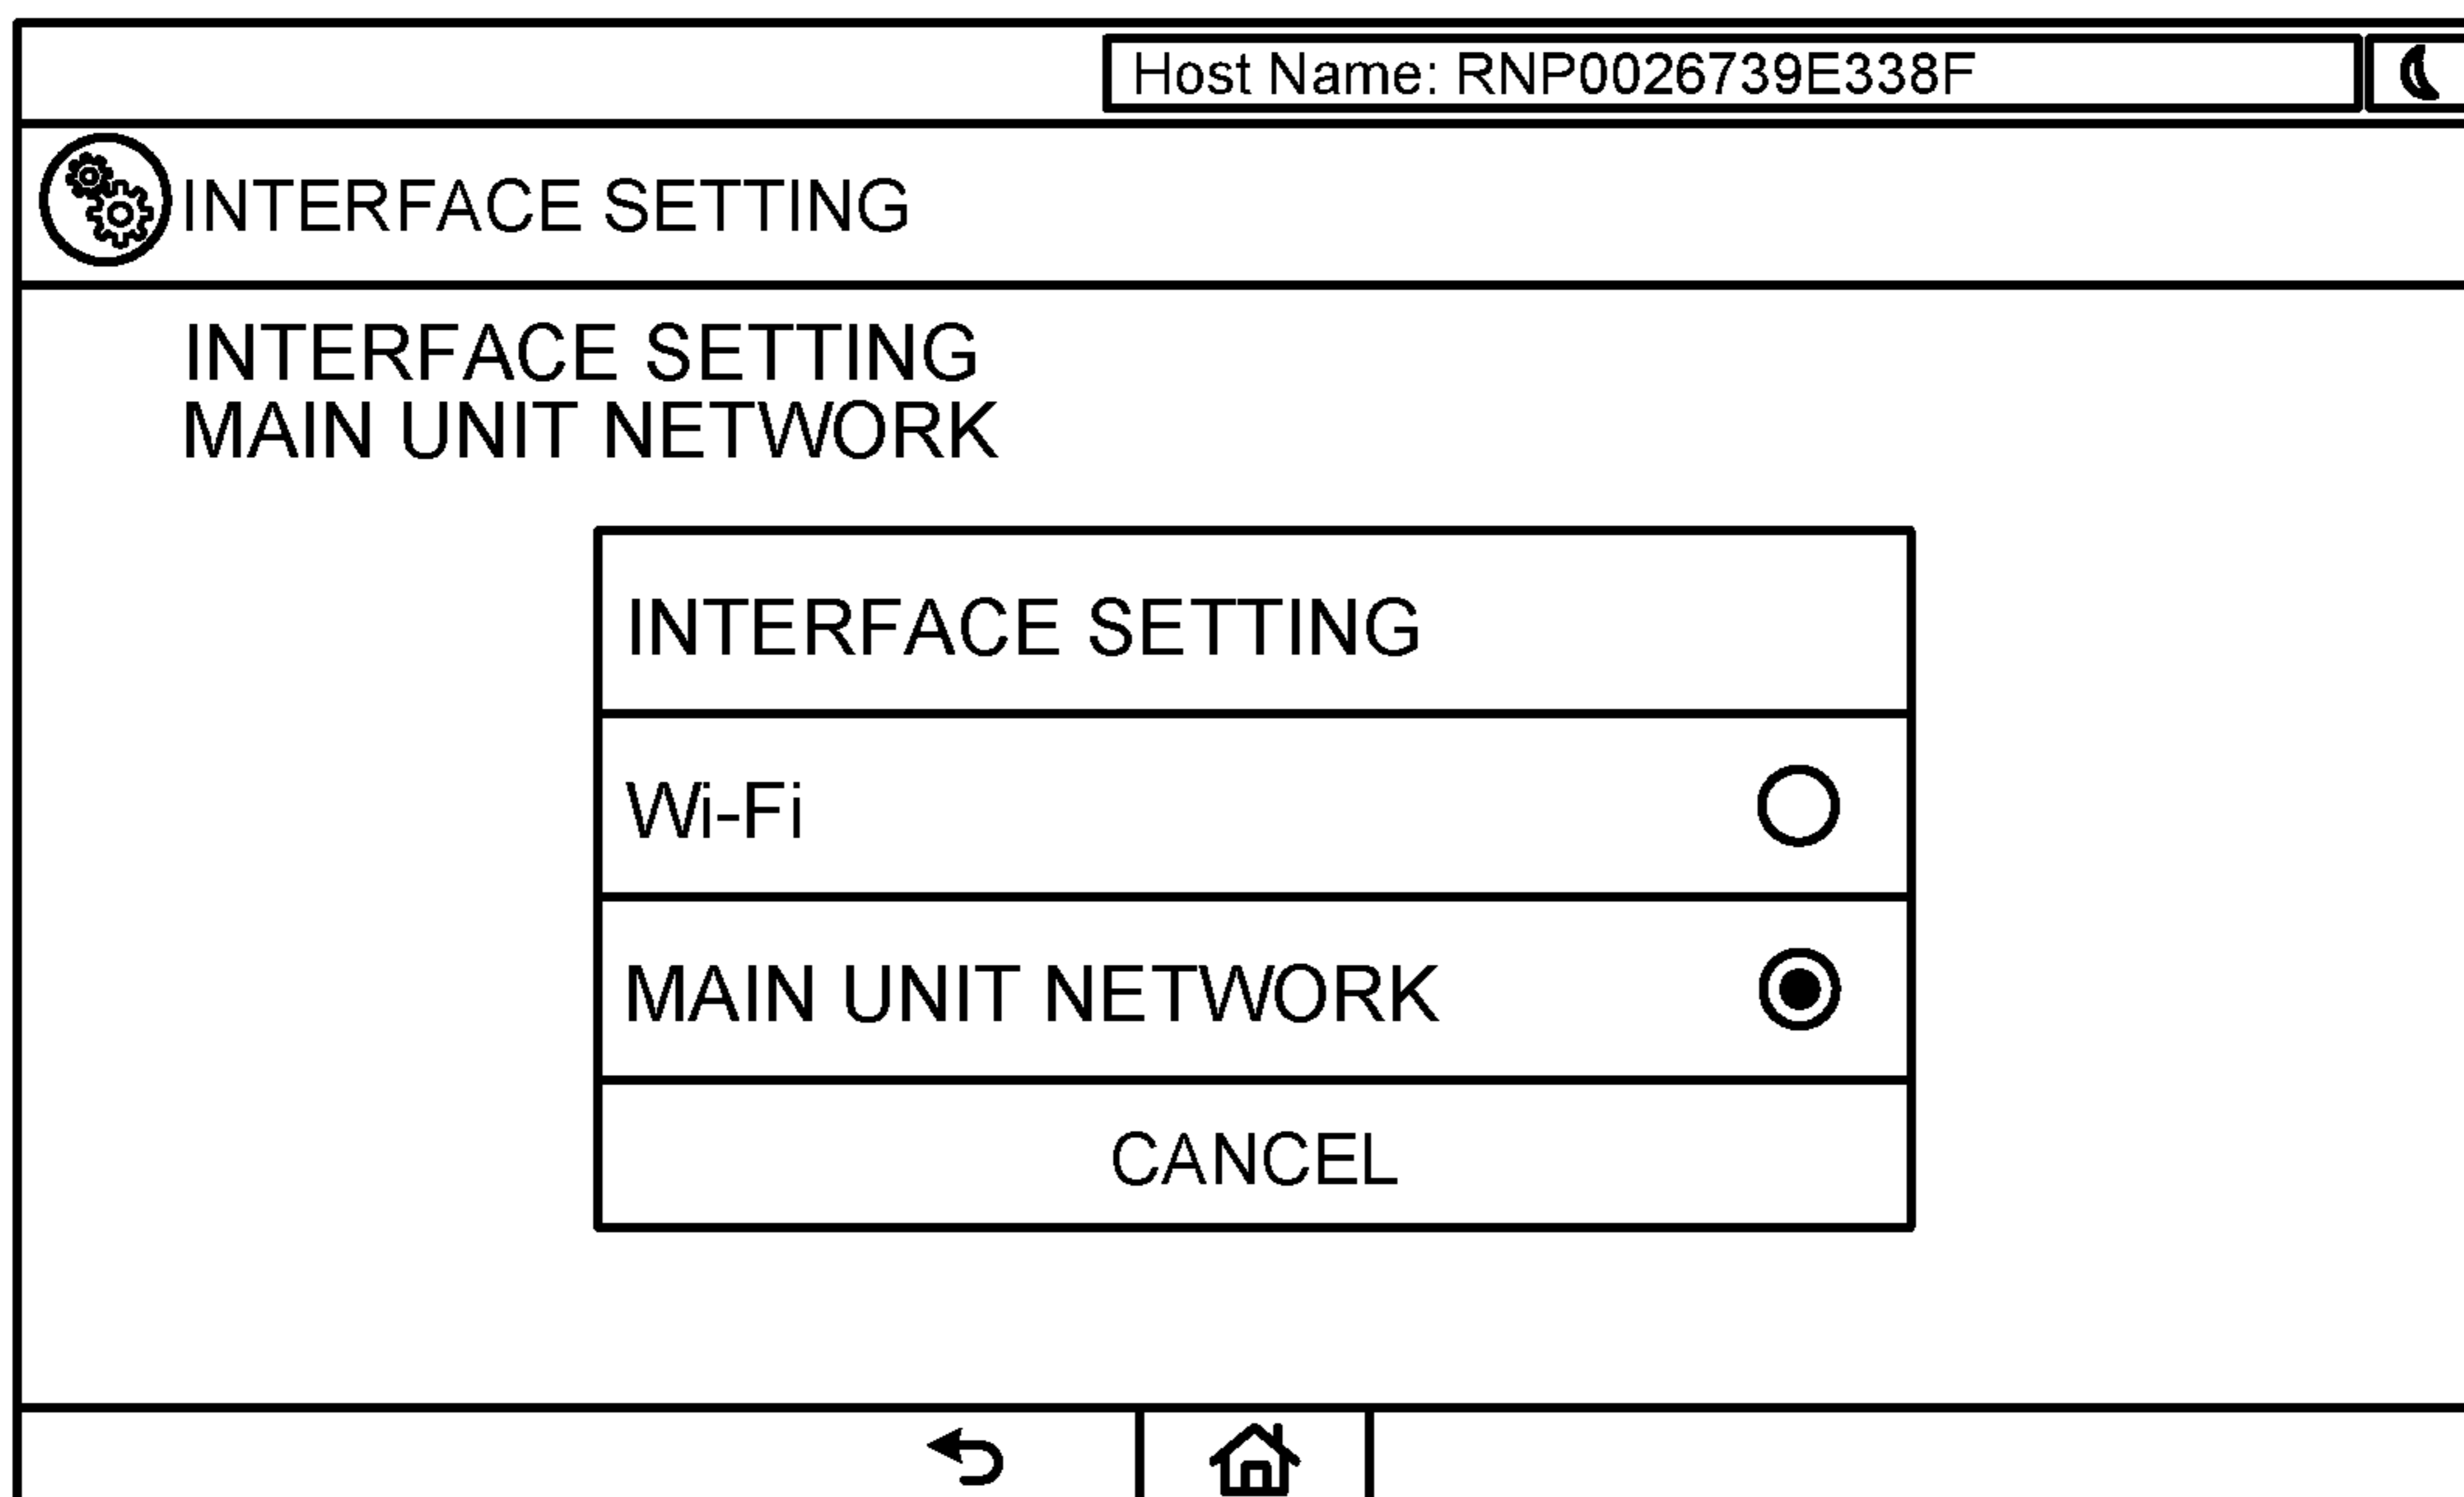 Host Name: RNP0026739E338F
INTERFACE SETTING
INTERFACE SETTING
MAIN UNIT NETWORK
INTERFACE SETTING
Wi-Fi
MAIN UNIT NETWORK
CANCEL